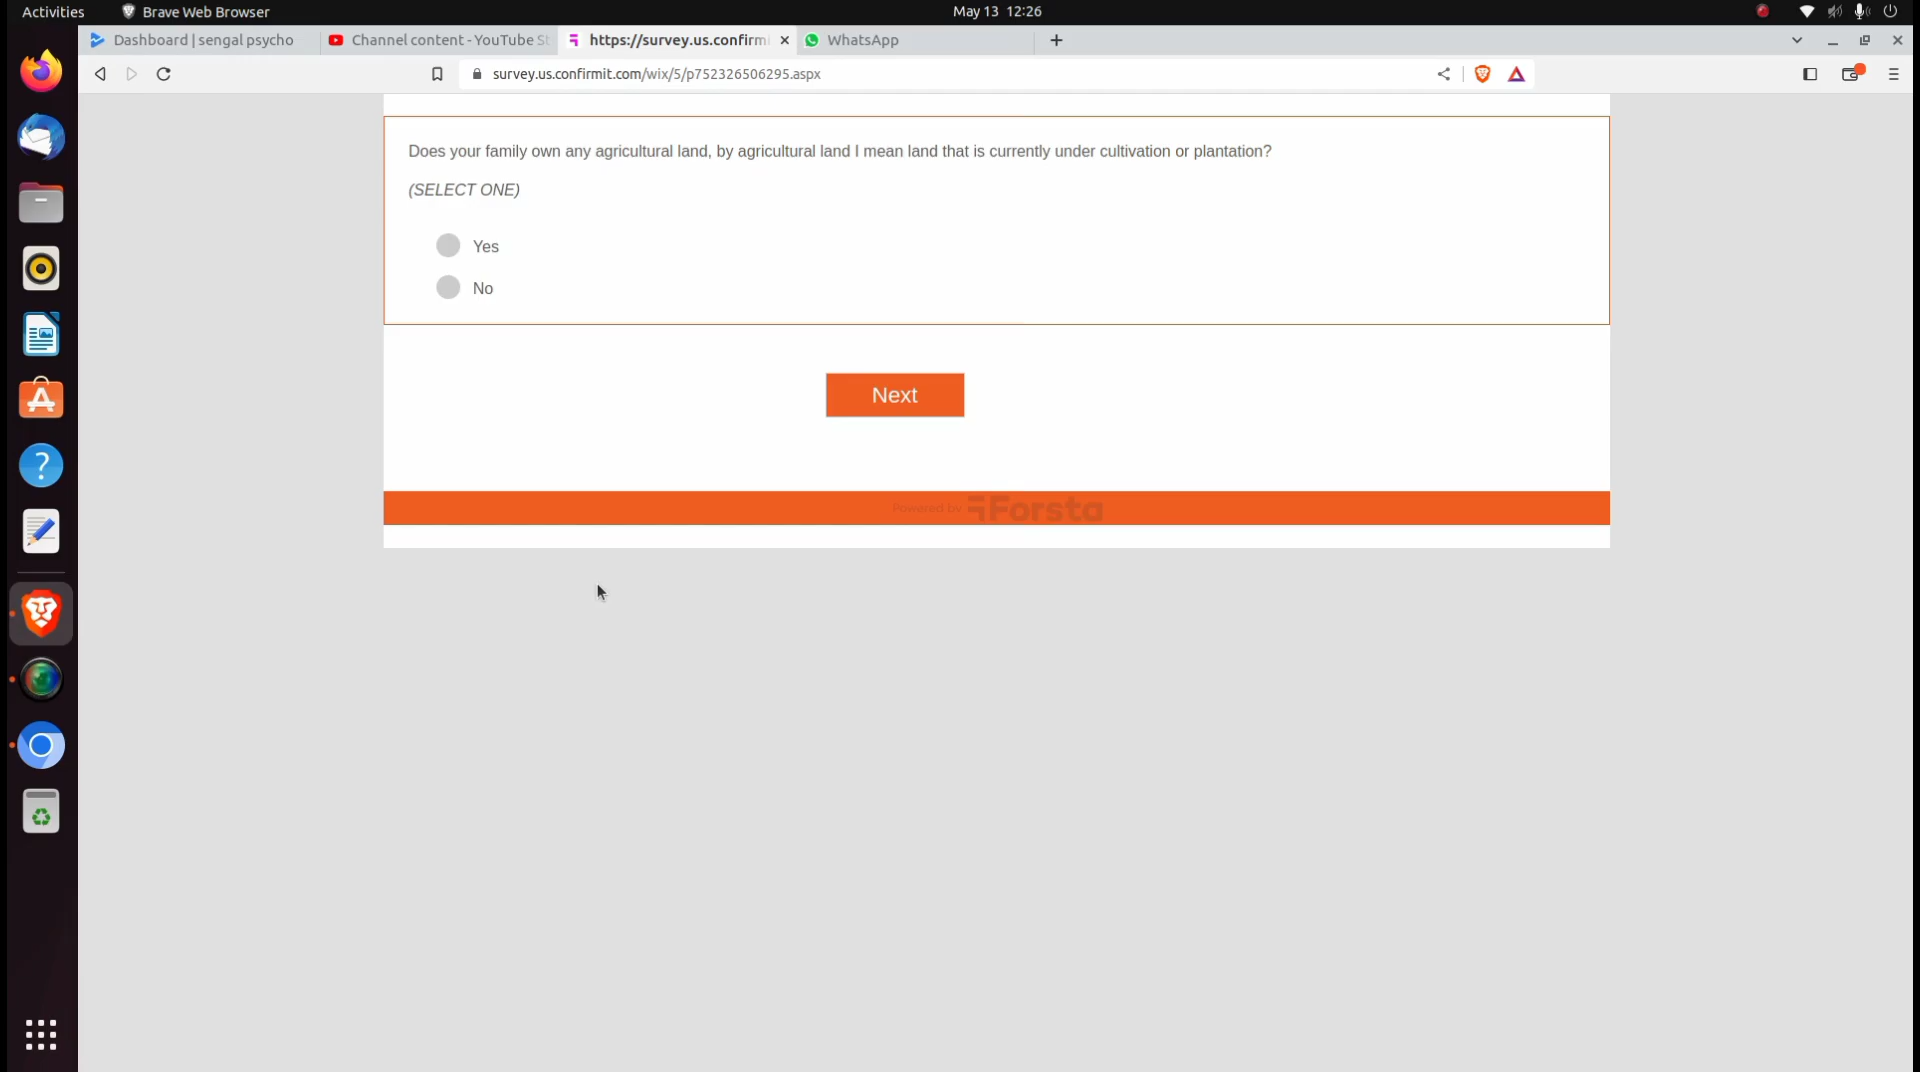 Activities
Brave Web Browser
May 13 12:26
Dashboard | sengal psycho
Channel content - YouTube St
https://survey.us.confirmi
WhatsApp
survey.us.confirmit.com/wix/5/p752326506295.aspx
Does your family own any agricultural land, by agricultural land I mean land that is currently under cultivation or plantation?
(SELECT ONE)
Yes
No
Next
Powered by Forsta